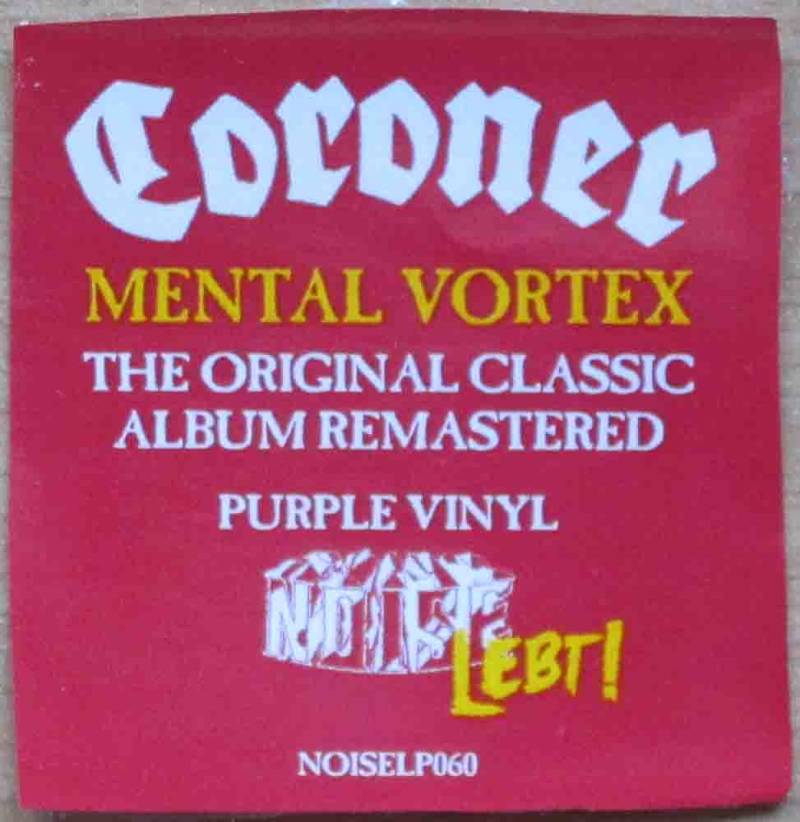 Coroner
MENTAL VORTEX
THE ORIGINAL CLASSIC
ALBUM REMASTERED
PURPLE VINYL
NOISE
LEBT!
NOISELP060